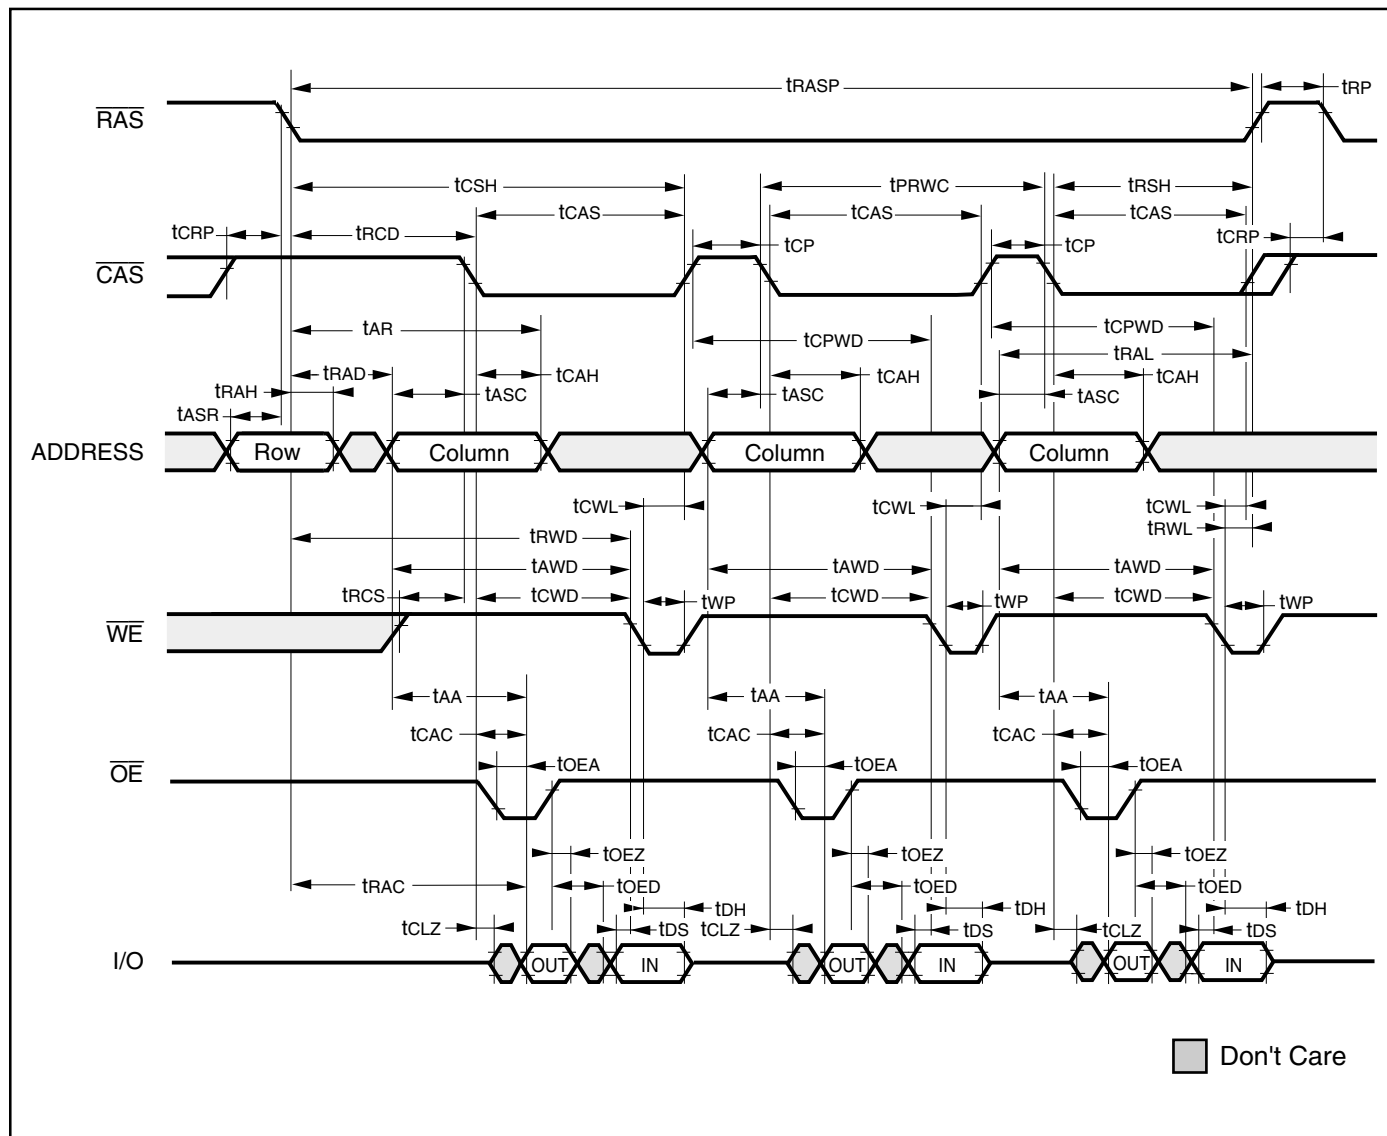 tRASP tRP
RAS
tCSH tPRWC tRSH
tCAS tCAS tCAS
tCRP tRCD tCP tCP tCRP
CAS
tAR tCPWD tCPWD
tRAL
tRAH tRAD tCAH tCAH tCAH
tASR tASC tASC tASC
ADDRESS Row Column Column Column
tCWL tCWL tCWL
tRWD tRWL
tAWD tAWD tAWD
tRCS tCWD tWP tCWD tWP tCWD tWP
WE
tAA tAA tAA
tCAC tCAC tCAC
OE tOEA tOEA tOEA
tOEZ tOEZ tOEZ
tRAC tOED tOED tOED
tDH tDH tDH
tCLZ tDS tCLZ tDS tCLZ tDS
I/O OUT IN OUT IN OUT IN
Don't Care